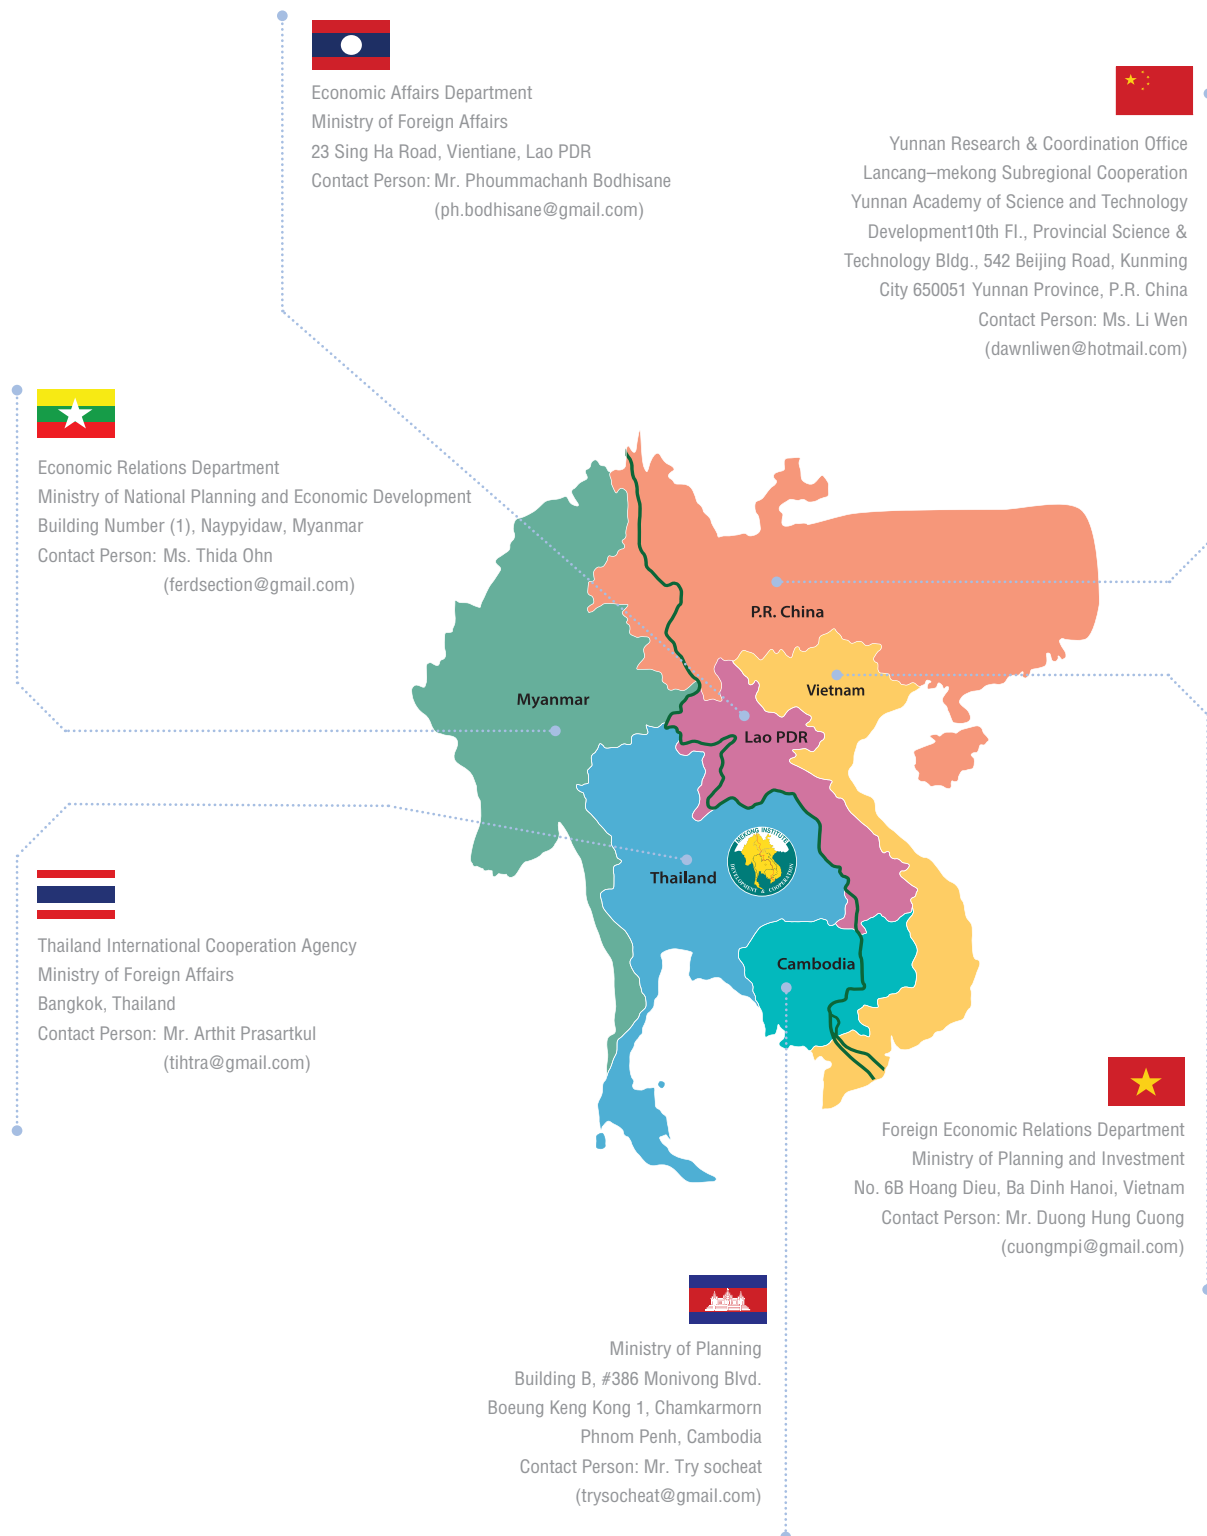 Economic Affairs Department
Ministry of Foreign Affairs
23 Sing Ha Road, Vientiane, Lao PDR
Contact Person: Mr. Phoummachanh Bodhisane
(ph.bodhisane@gmail.com)
Yunnan Research & Coordination Office
Lancang–mekong Subregional Cooperation
Yunnan Academy of Science and Technology
Development10th Fl., Provincial Science &
Technology Bldg., 542 Beijing Road, Kunming
City 650051 Yunnan Province, P.R. China
Contact Person: Ms. Li Wen
(dawnliwen@hotmail.com)
Economic Relations Department
Ministry of National Planning and Economic Development
Building Number (1), Naypyidaw, Myanmar
Contact Person: Ms. Thida Ohn
(ferdsection@gmail.com)
P.R. China
Vietnam
Myanmar
Lao PDR
MEKONG INSTITUTE
DEVELOPMENT & COOPERATION
Thailand
Cambodia
Thailand International Cooperation Agency
Ministry of Foreign Affairs
Bangkok, Thailand
Contact Person: Mr. Arthit Prasartkul
(tihtra@gmail.com)
Foreign Economic Relations Department
Ministry of Planning and Investment
No. 6B Hoang Dieu, Ba Dinh Hanoi, Vietnam
Contact Person: Mr. Duong Hung Cuong
(cuongmpi@gmail.com)
Ministry of Planning
Building B, #386 Monivong Blvd.
Boeung Keng Kong 1, Chamkarmorn
Phnom Penh, Cambodia
Contact Person: Mr. Try socheat
(trysocheat@gmail.com)